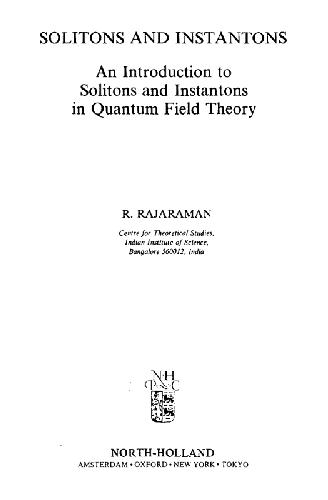 SOLITONS AND INSTANTONS
An Introduction to
Solitons and Instantons
in Quantum Field Theory
R. RAJARAMAN
Centre for Theoretical Studies,
Indian Institute of Science,
Bangalore 560012, India
NORTH-HOLLAND
AMSTERDAM • OXFORD • NEW YORK • TOKYO